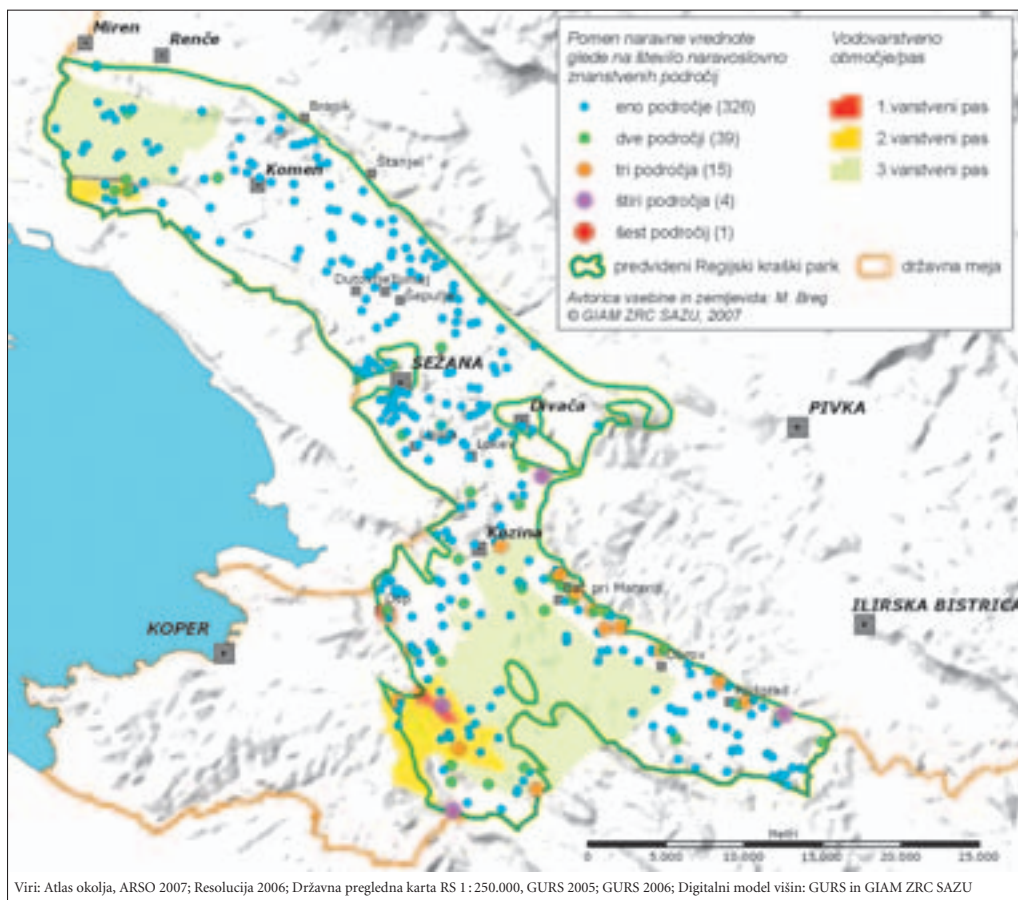 Miren
Renče
Štanjel
Komen
SEŽANA
Divača
Lokev
PIVKA
Kozina
ILIRSKA BISTRICA
KOPER
Pomen naravne vrednote
glede na število naravoslovno
znanstvenih področij
eno področje (326)
dve področji (39)
tri področja (15)
štiri področja (4)
šest področij (1)
predvideni Regijski kraški park
Vodovarstveno
območje/pas
1.varstveni pas
2.varstveni pas
3.varstveni pas
državna meja
Avtorica vsebine in zemljevida: M. Breg
© GIAM ZRC SAZU, 2007
Metri
0 5.000 10.000 15.000 20.000 25.000
Viri: Atlas okolja, ARSO 2007; Resolucija 2006; Državna pregledna karta RS 1 : 250.000, GURS 2005; GURS 2006; Digitalni model višin: GURS in GIAM ZRC SAZU